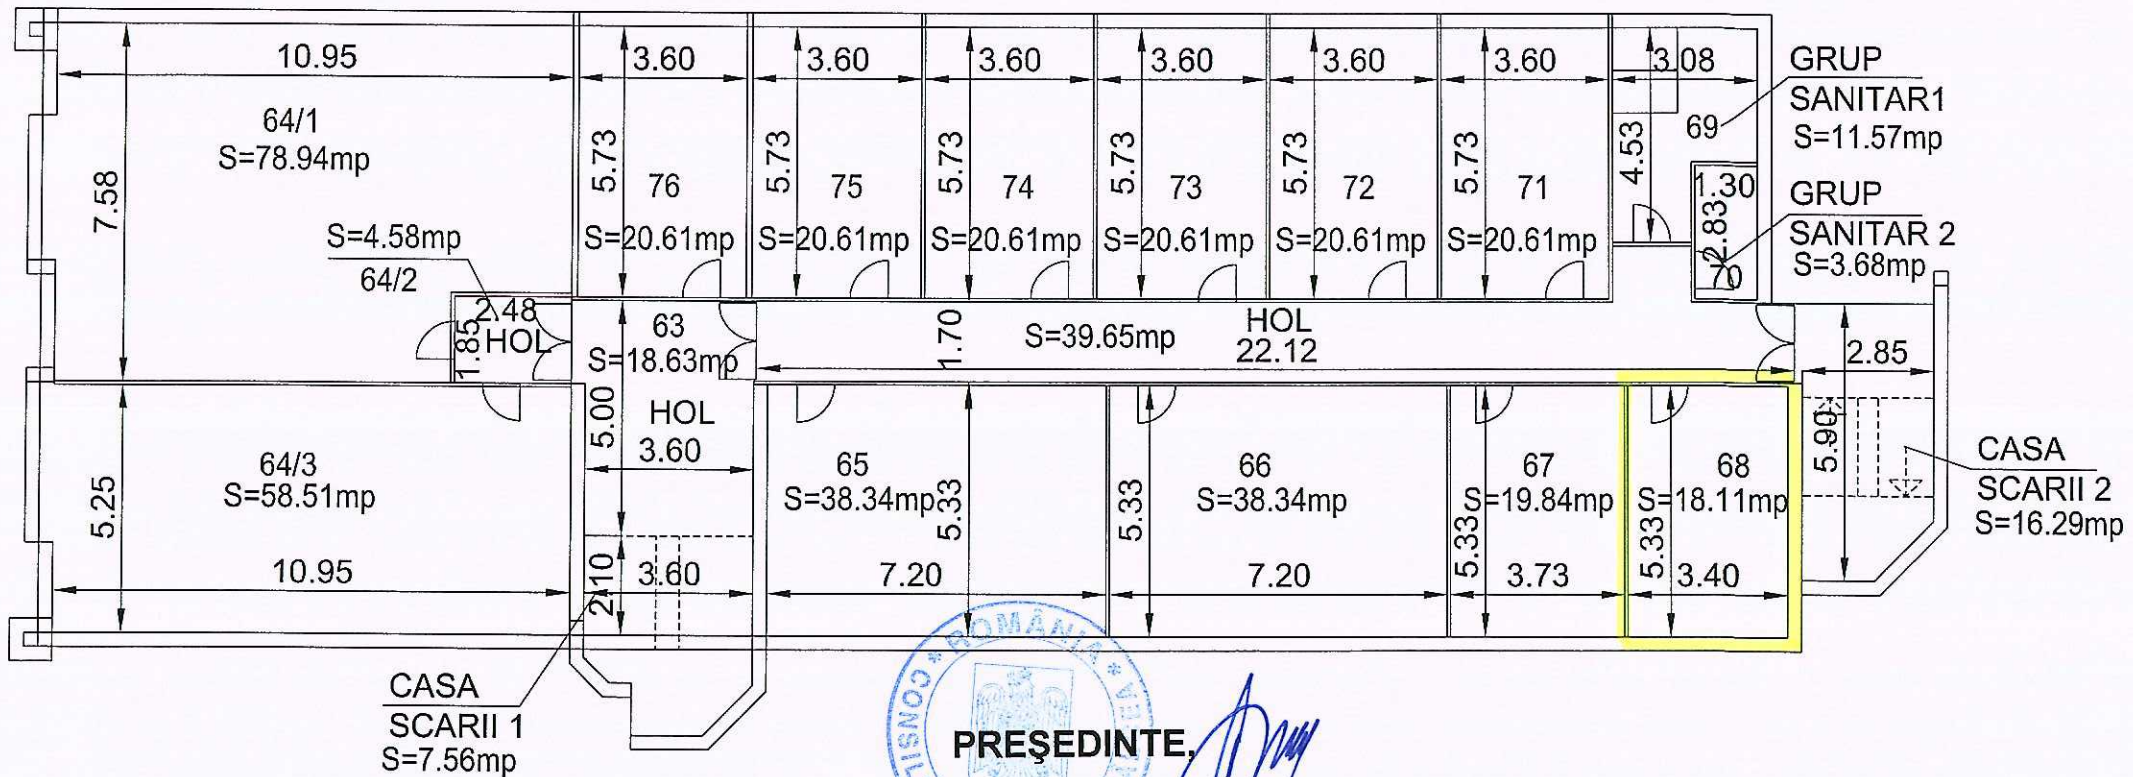 10.95
3.60
3.60
3.60
3.60
3.60
3.60
3.08
GRUP
SANITAR1
S=11.57mp
64/1
S=78.94mp
7.58
5.73
76
S=20.61mp
5.73
75
S=20.61mp
5.73
74
S=20.61mp
5.73
73
S=20.61mp
5.73
72
S=20.61mp
5.73
71
S=20.61mp
4.53
69
1.30
2.83
70
GRUP
SANITAR 2
S=3.68mp
S=4.58mp
64/2
2.48
1.85
HOL
63
S=18.63mp
5.00
HOL
3.60
1.70
S=39.65mp
HOL
22.12
2.85
5.90
CASA
SCARII 2
S=16.29mp
64/3
S=58.51mp
5.25
10.95
2.10
3.60
65
S=38.34mp
5.33
7.20
66
S=38.34mp
5.33
7.20
67
S=19.84mp
5.33
3.73
68
S=18.11mp
5.33
3.40
CASA
SCARII 1
S=7.56mp
* ROMÂNIA *
PREŞEDINTE,